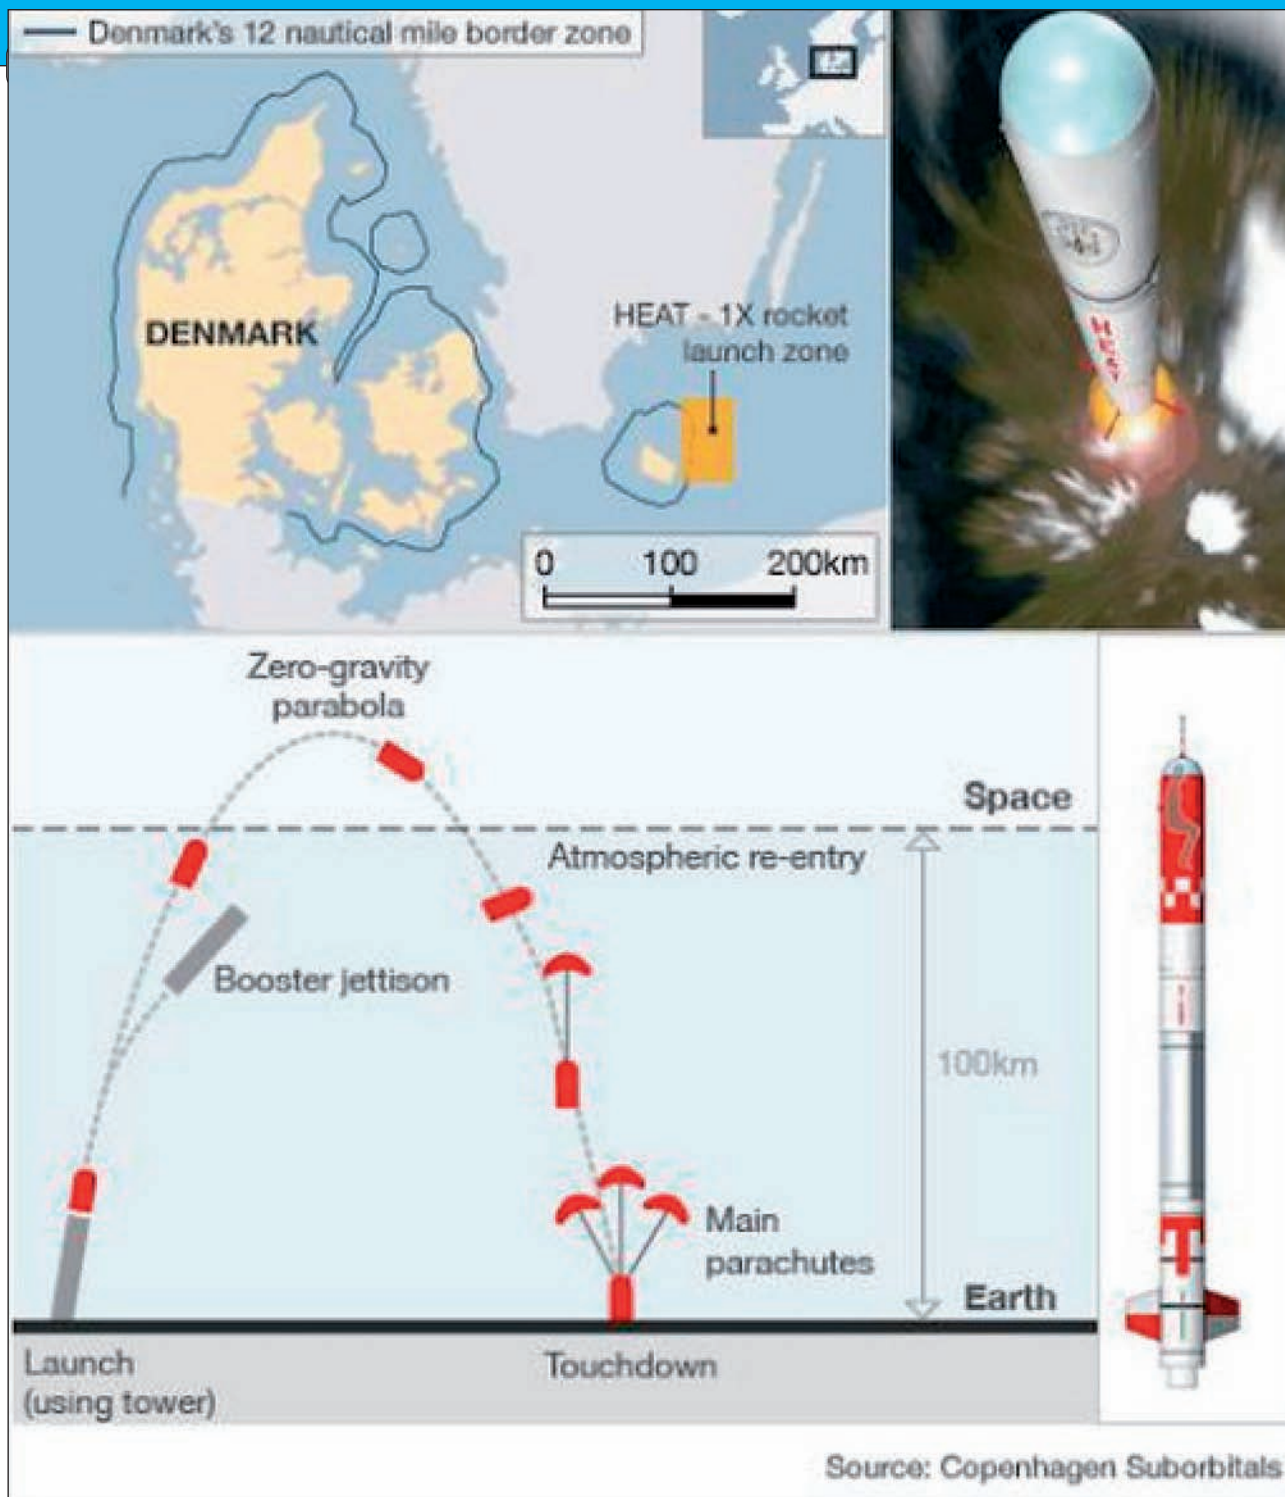 Denmark's 12 nautical mile border zone
DENMARK
HEAT - 1X rocket
launch zone
0 100 200km
HEAT
Zero-gravity
parabola
Space
Atmospheric re-entry
Booster jettison
100km
Main
parachutes
Earth
Launch
(using tower)
Touchdown
Source: Copenhagen Suborbitals